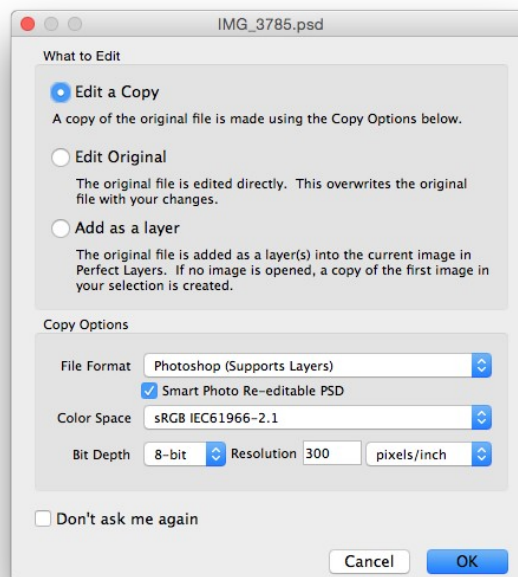 IMG_3785.psd
What to Edit
Edit a Copy
A copy of the original file is made using the Copy Options below.
Edit Original
The original file is edited directly. This overwrites the original
file with your changes.
Add as a layer
The original file is added as a layer(s) into the current image in
Perfect Layers. If no image is opened, a copy of the first image in
your selection is created.
Copy Options
File Format Photoshop (Supports Layers)
Smart Photo Re-editable PSD
Color Space sRGB IEC61966-2.1
Bit Depth 8-bit Resolution 300 pixels/inch
Don't ask me again
Cancel OK